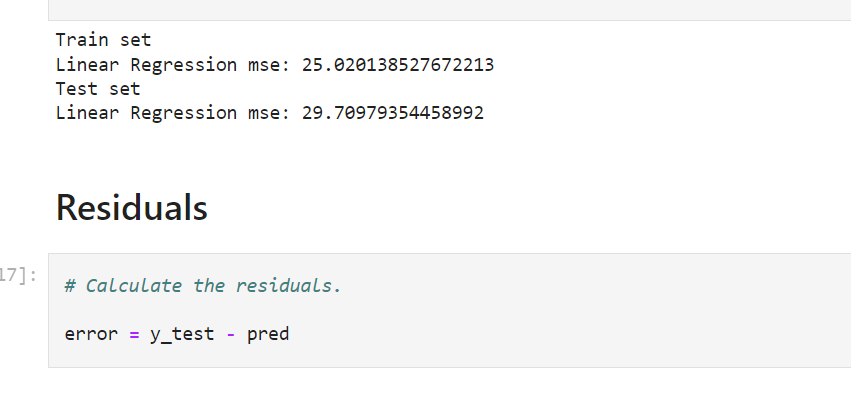 Train set
Linear Regression mse: 25.020138527672213
Test set
Linear Regression mse: 29.70979354458992
Residuals
17]:
# Calculate the residuals.
error = y_test - pred